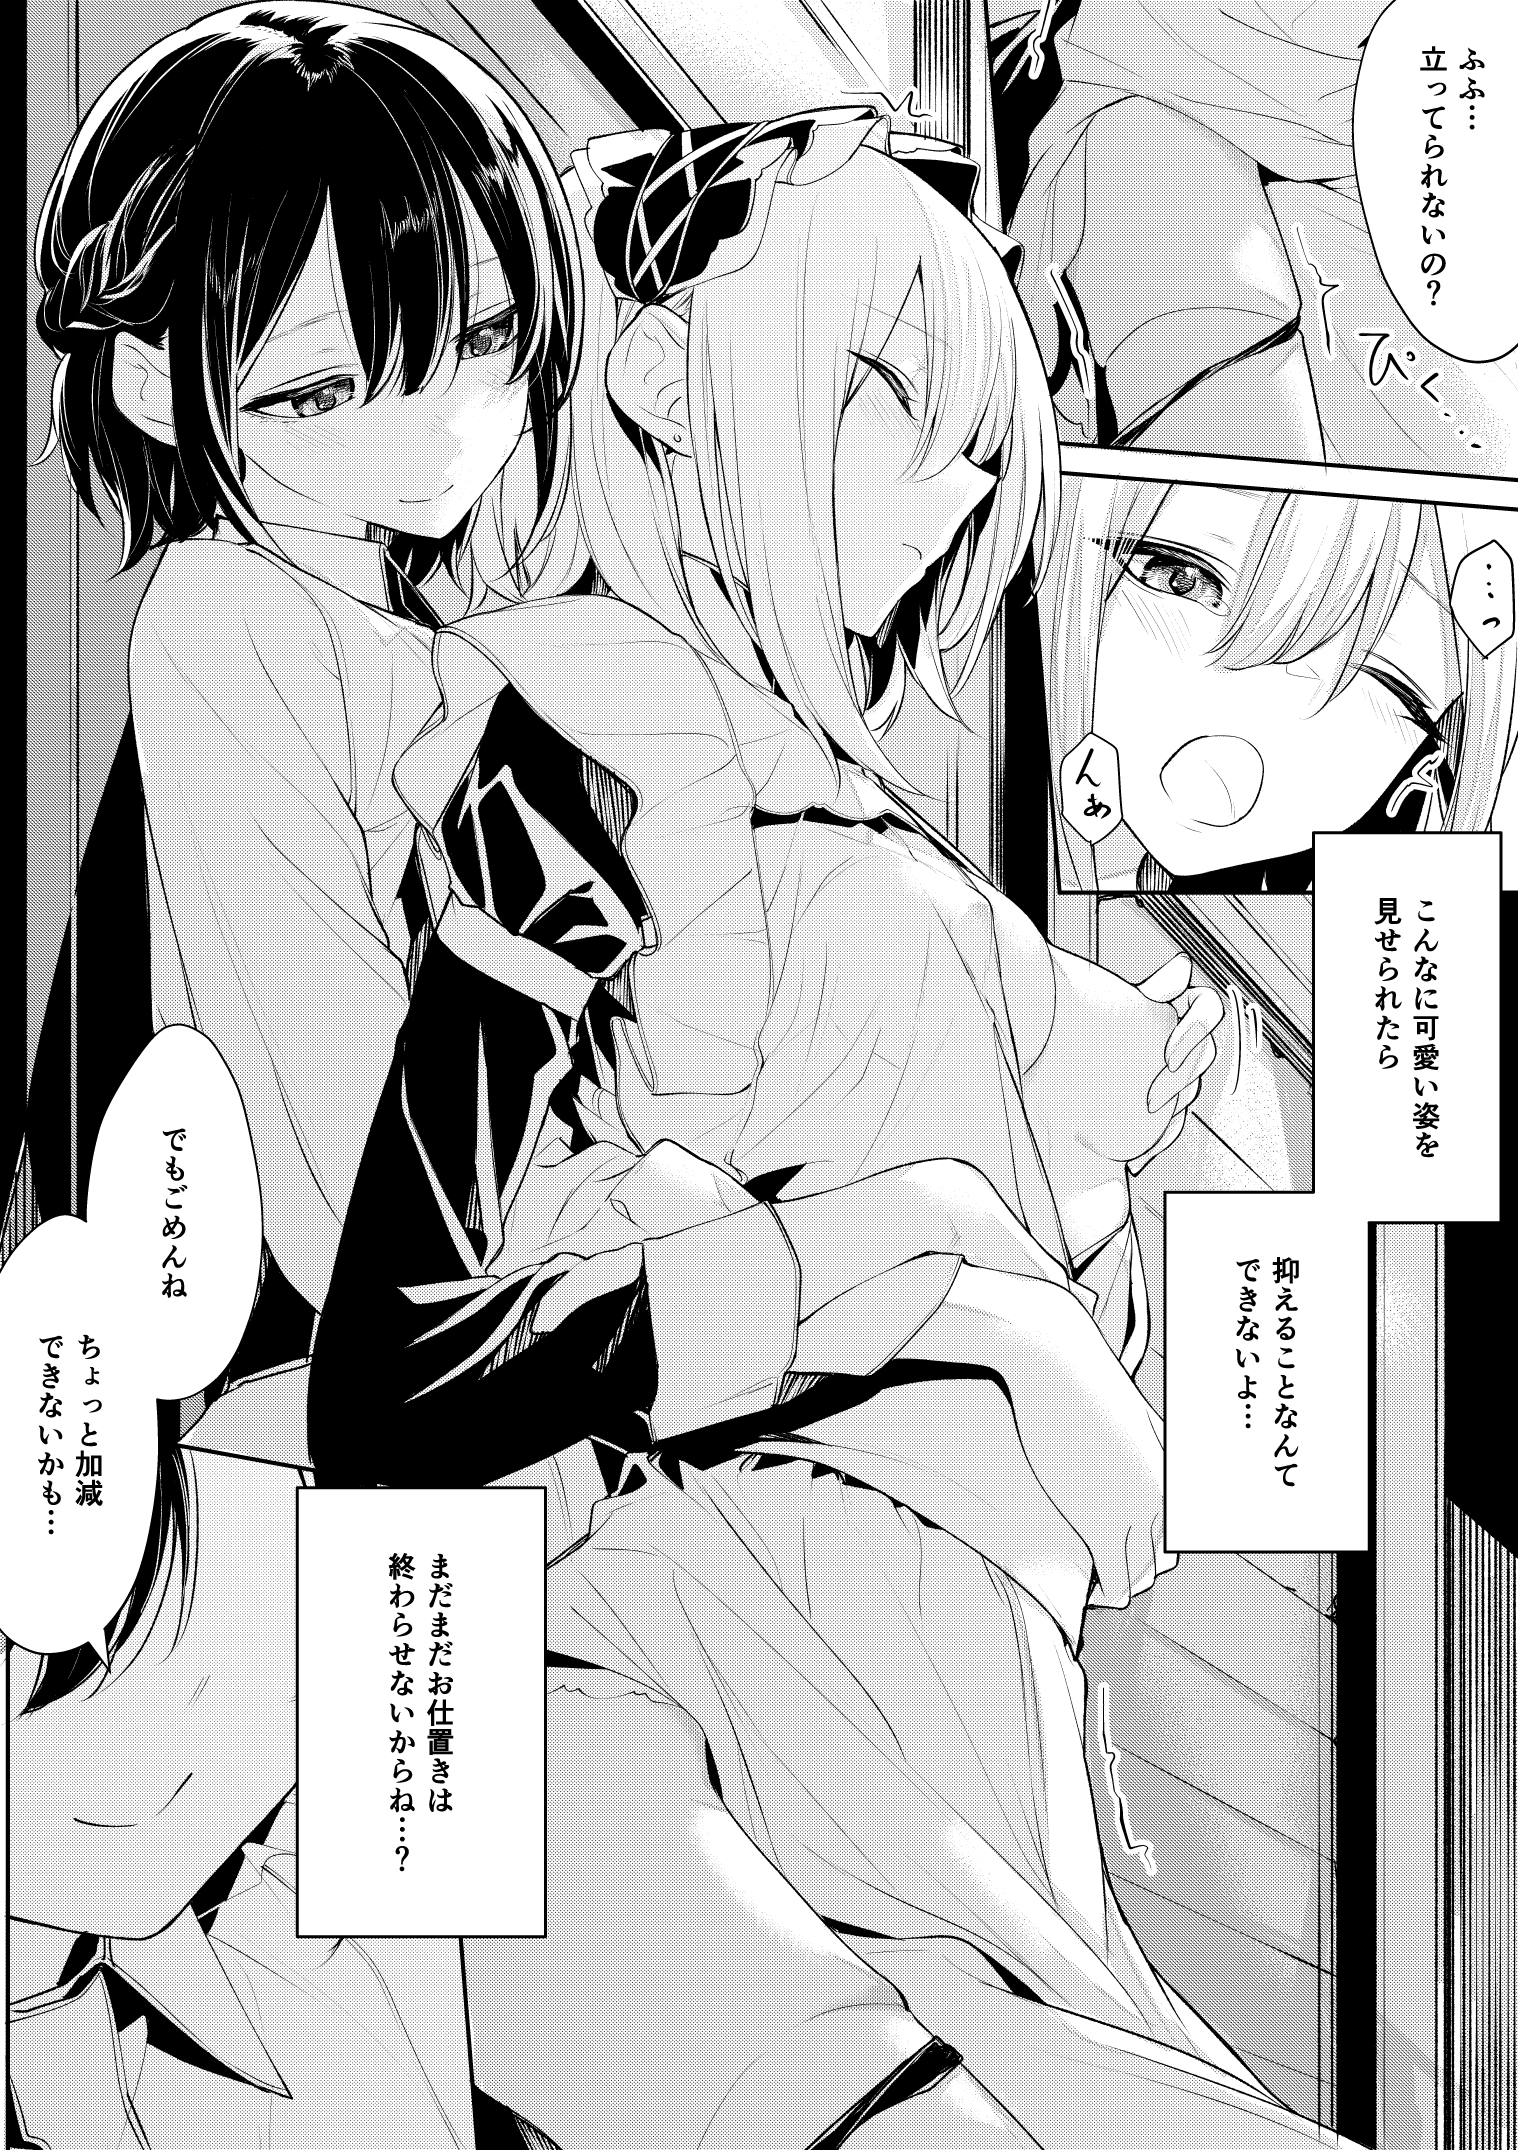 ふふ…
立ってられないの？
ぴく…
…っ
んぁ
こんなに可愛い姿を
見せられたら
抑えることなんて
できないよ…
でもごめんね
ちょっと加減
できないかも…
まだまだお仕置きは
終わらせないからね…？